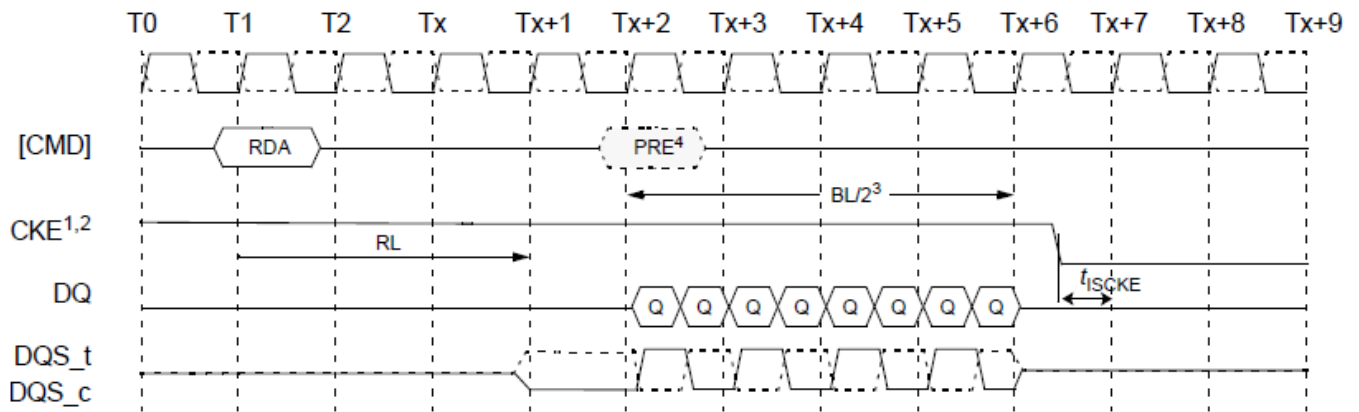 T0 T1 T2 Tx Tx+1 Tx+2 Tx+3 Tx+4 Tx+5 Tx+6 Tx+7 Tx+8 Tx+9
[CMD] RDA PRE⁴
BL/2³
CKE¹,²
RL
tISCKE
DQ Q Q Q Q Q Q Q Q
DQS_t
DQS_c